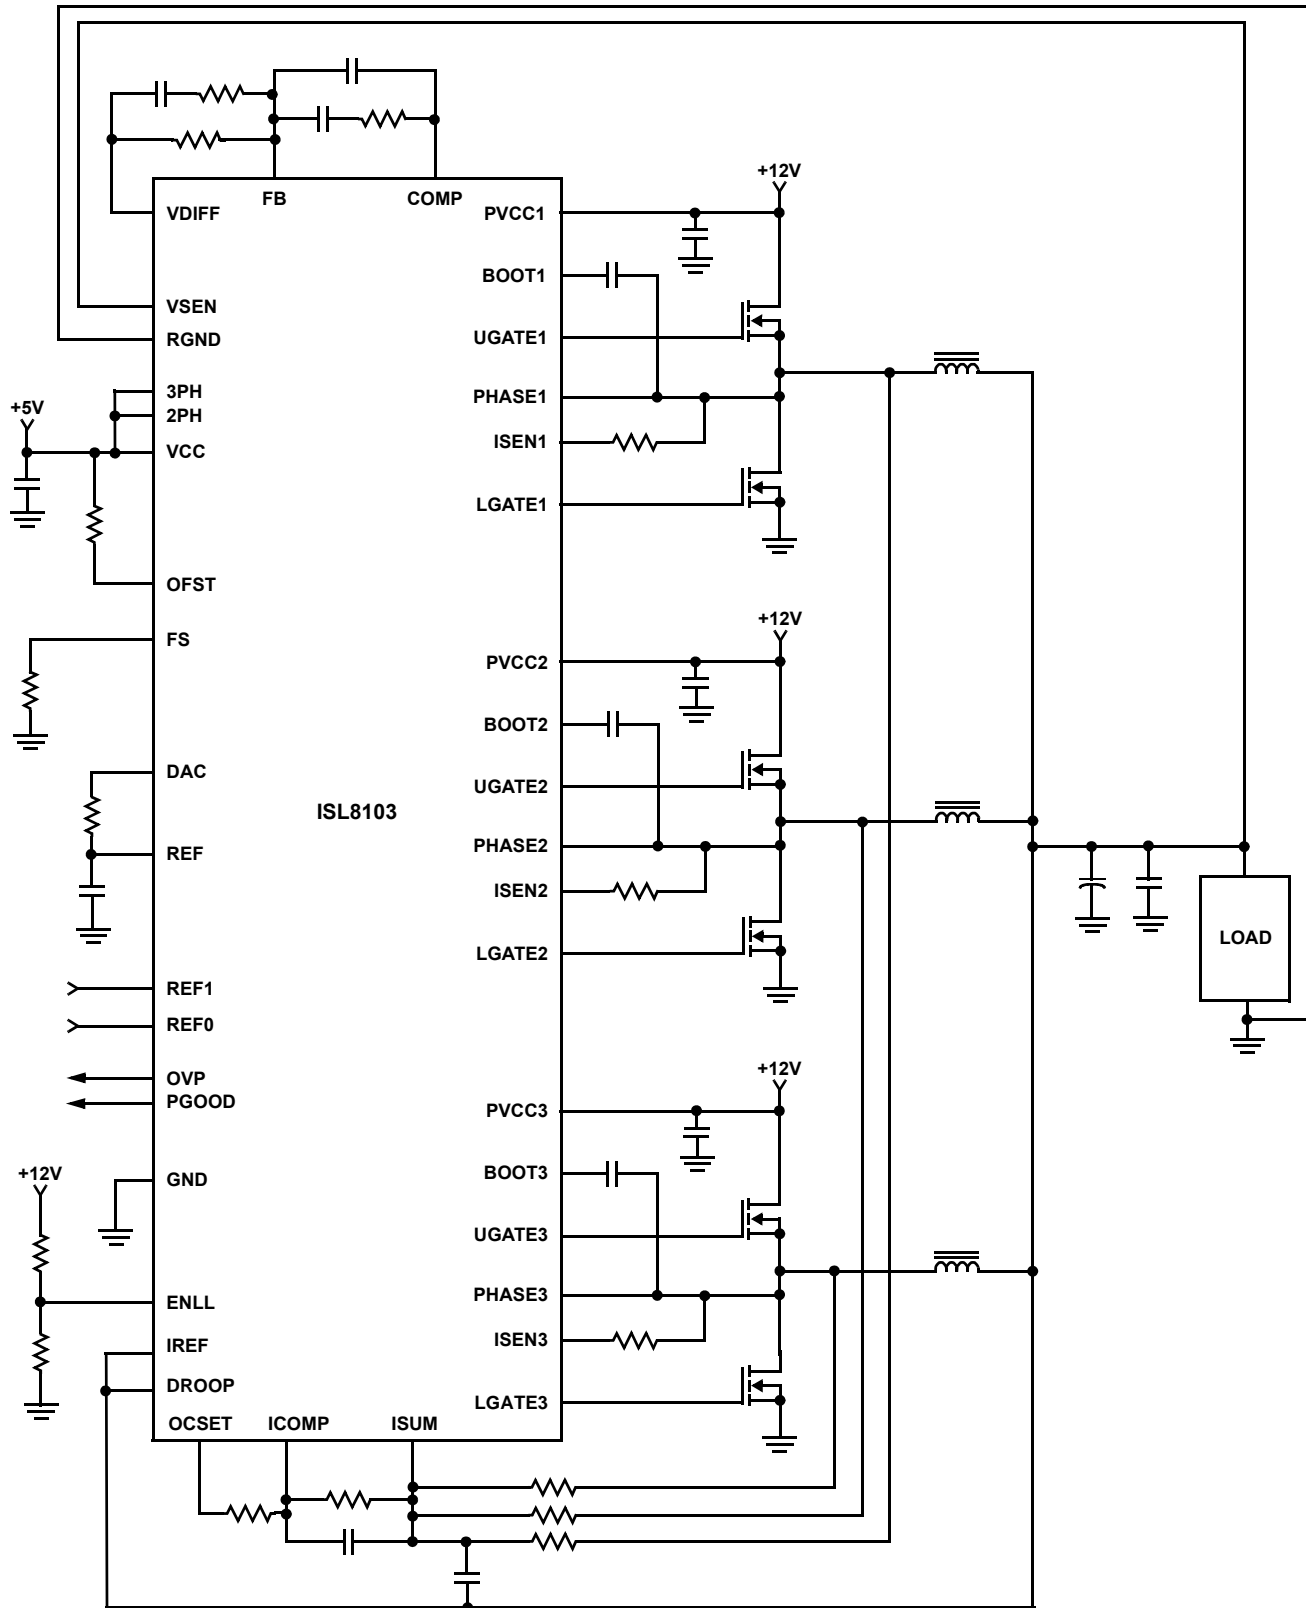 FB
COMP
VDIFF
VSEN
RGND
3PH
2PH
+5V
VCC
OFST
FS
DAC
REF
REF1
REF0
OVP
PGOOD
+12V
GND
ENLL
IREF
DROOP
OCSET
ICOMP
ISUM
ISL8103
+12V
PVCC1
BOOT1
UGATE1
PHASE1
ISEN1
LGATE1
+12V
PVCC2
BOOT2
UGATE2
PHASE2
ISEN2
LGATE2
+12V
PVCC3
BOOT3
UGATE3
PHASE3
ISEN3
LGATE3
LOAD